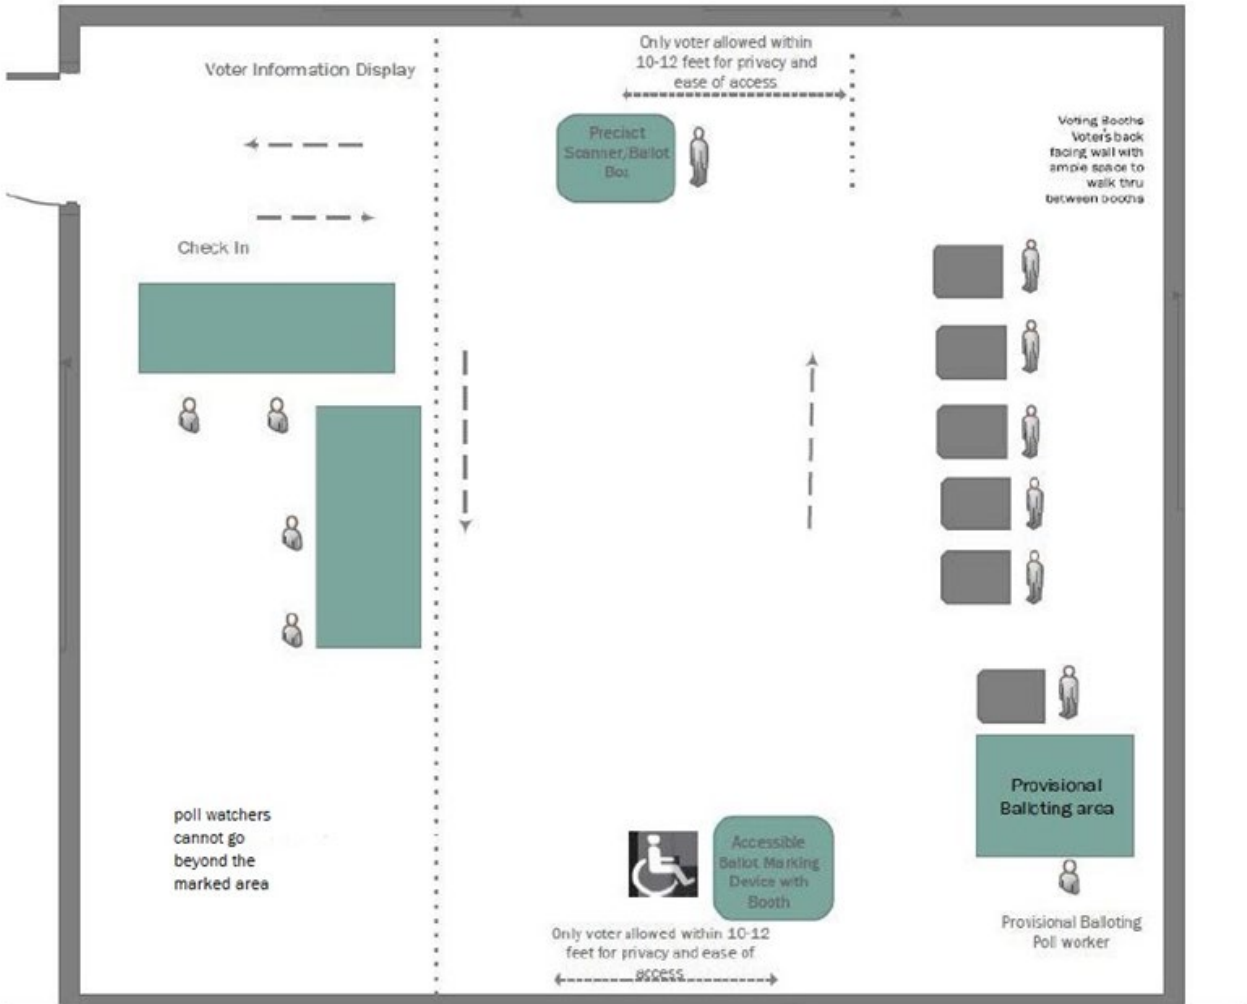 Voter Information Display
Only voter allowed within
10-12 feet for privacy and
ease of access
Precinct
Scanner/Ballot
Box
Voting Booths
Voter's back
facing wall with
ample space to
walk thru
between booths
Check In
Provisional
Balloting area
poll watchers
cannot go
beyond the
marked area
Accessible
Ballot Marking
Device with
Booth
Provisional Balloting
Poll worker
Only voter allowed within 10-12
feet for privacy and ease of
access